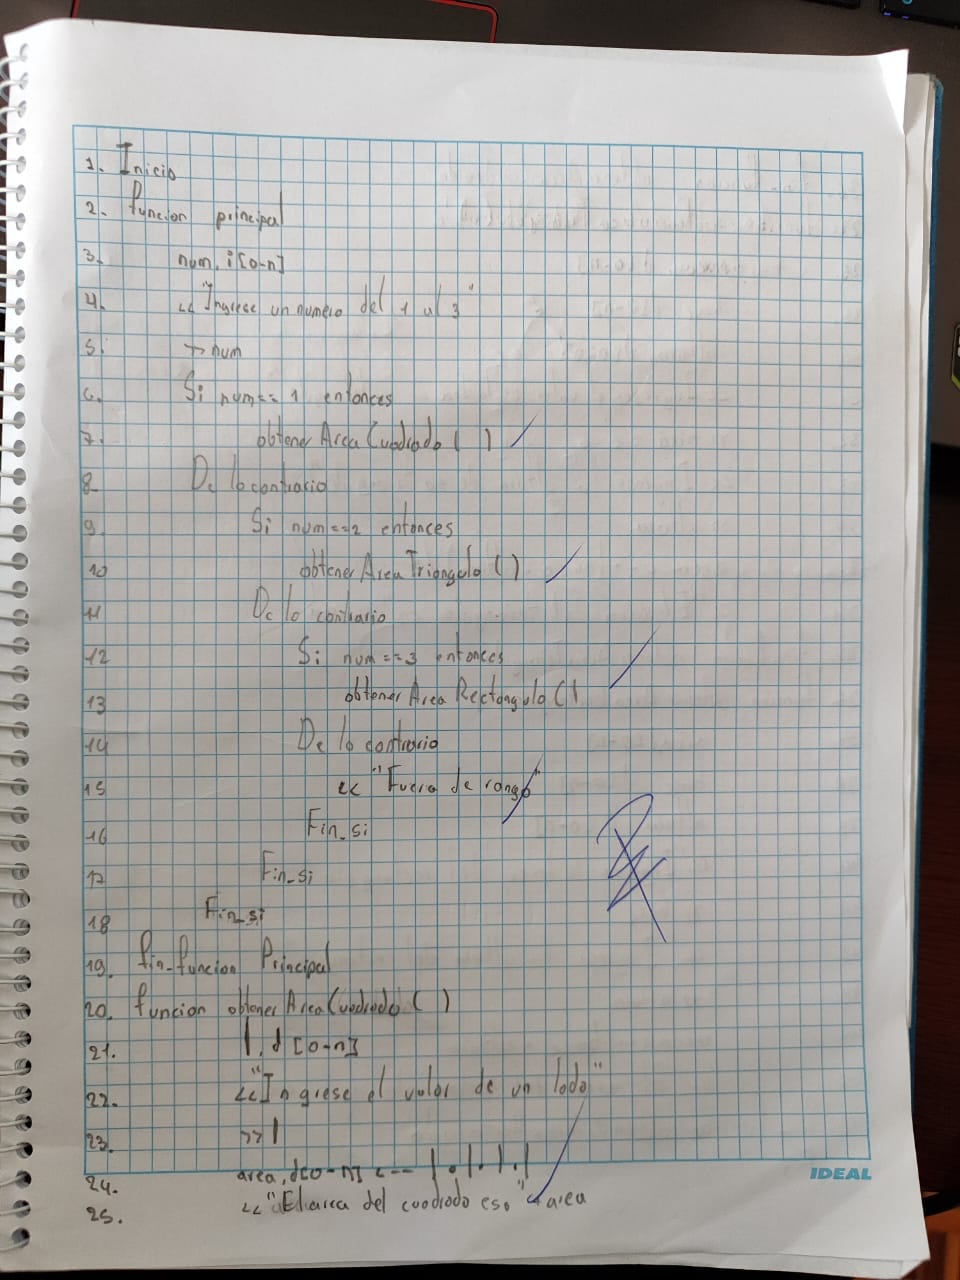 1. Inicio
2. funcion principal
3. num, i [0-n]
4. << "Ingrese un numero del 1 al 3"
5. >> num
6. Si num == 1 entonces
7. obtener Area Cuadrado ( )
8. De lo contrario
9. Si num == 2 entonces
10 obtener Area Triangulo ( )
11 De lo contrario
12 Si num == 3 entonces
13 obtener Area Rectangulo ( )
14 De lo contrario
15 << "Fuera de rango"
16 Fin_si
17 Fin_si
18 Fin_si
19. fin_funcion Principal
20. funcion obtener Area Cuadrado ( )
21. l, d [0-n]
22. << "Ingrese el valor de un lado"
23. >> l
24. area, d[0-n] <--
25. << "El area del cuadrado es" area
IDEAL